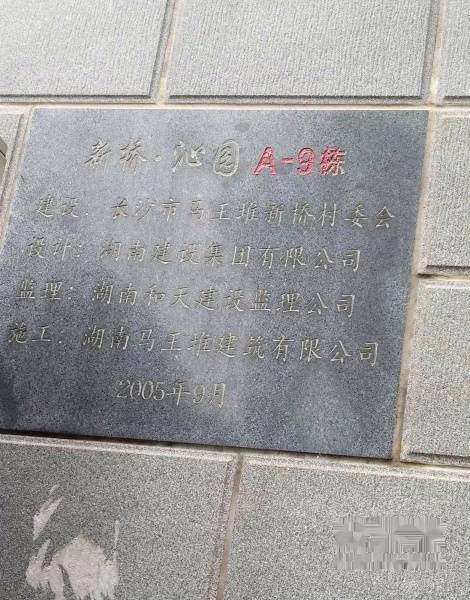 新桥·沁园 A-9栋
建设：长沙市马王堆新桥村委会
设计：湖南建设集团有限公司
监理：湖南和天建设监理公司
施工：湖南马王堆建筑有限公司
2005年9月